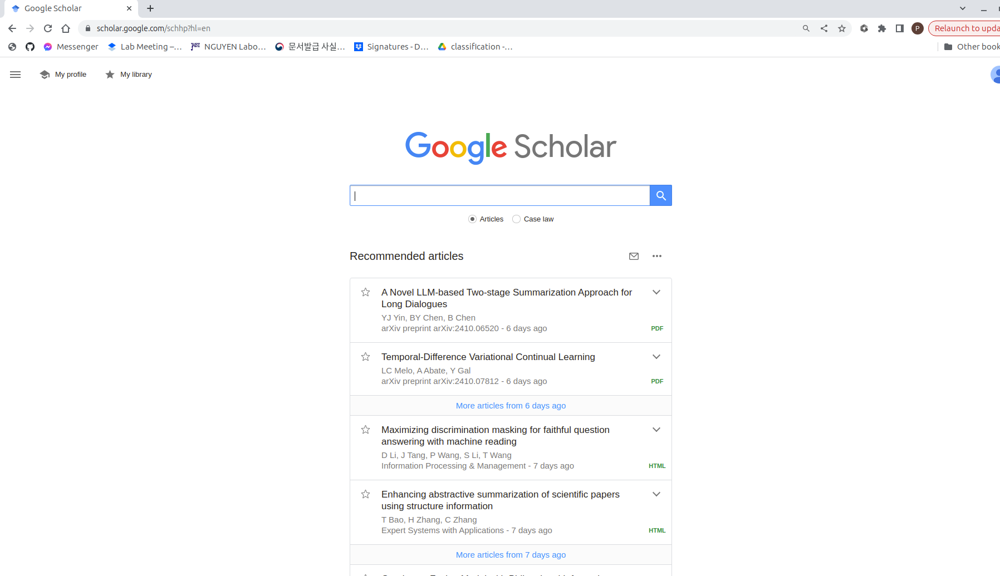 Google Scholar
scholar.google.com/schhp?hl=en
P
Relaunch to upda
Messenger
Lab Meeting –...
NGUYEN Labo...
문서발급 사실...
Signatures - D...
classification -...
Other book
My profile
My library
Google Scholar
Articles
Case law
Recommended articles
A Novel LLM-based Two-stage Summarization Approach for
Long Dialogues
YJ Yin, BY Chen, B Chen
arXiv preprint arXiv:2410.06520 - 6 days ago
PDF
Temporal-Difference Variational Continual Learning
LC Melo, A Abate, Y Gal
arXiv preprint arXiv:2410.07812 - 6 days ago
PDF
More articles from 6 days ago
Maximizing discrimination masking for faithful question
answering with machine reading
D Li, J Tang, P Wang, S Li, T Wang
Information Processing & Management - 7 days ago
HTML
Enhancing abstractive summarization of scientific papers
using structure information
T Bao, H Zhang, C Zhang
Expert Systems with Applications - 7 days ago
HTML
More articles from 7 days ago